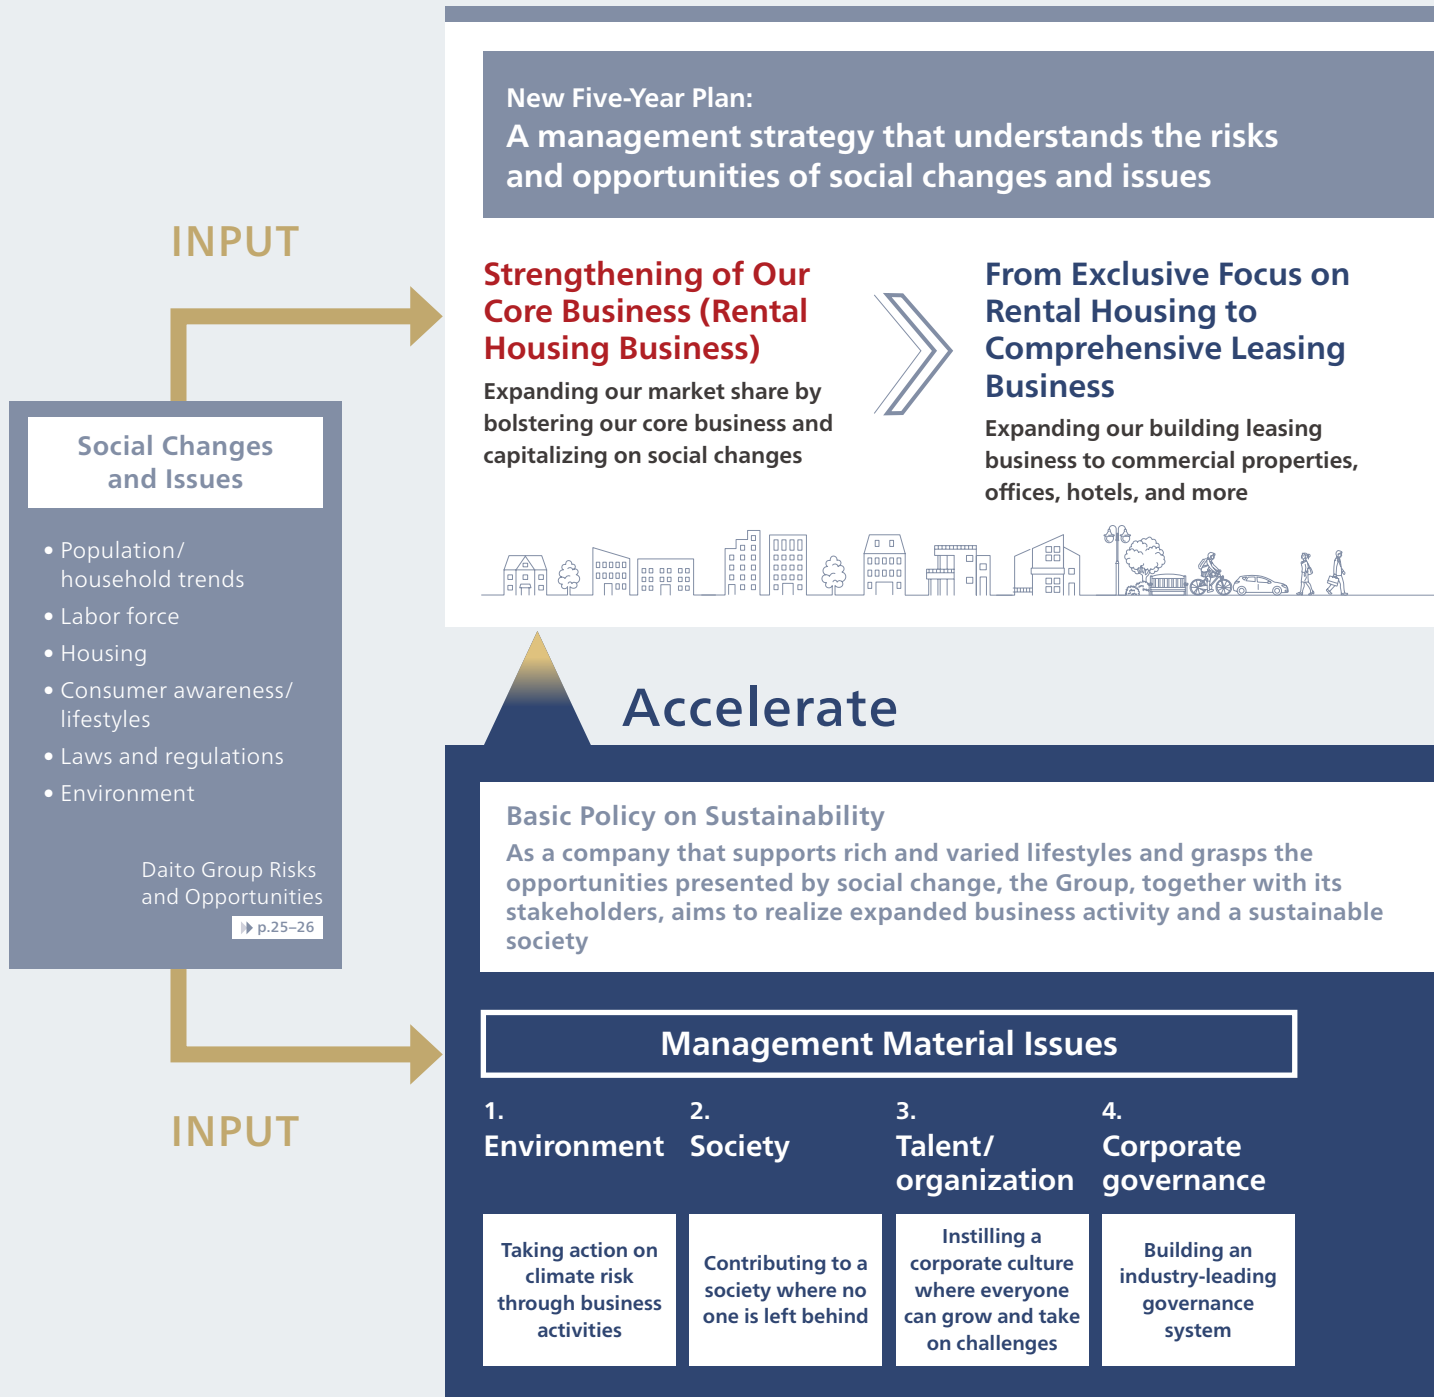 INPUT
Social Changes
and Issues
• Population/
household trends
• Labor force
• Housing
• Consumer awareness/
lifestyles
• Laws and regulations
• Environment
Daito Group Risks
and Opportunities
p.25–26
INPUT
New Five-Year Plan:
A management strategy that understands the risks
and opportunities of social changes and issues
Strengthening of Our
Core Business (Rental
Housing Business)
Expanding our market share by
bolstering our core business and
capitalizing on social changes
From Exclusive Focus on
Rental Housing to
Comprehensive Leasing
Business
Expanding our building leasing
business to commercial properties,
offices, hotels, and more
Accelerate
Basic Policy on Sustainability
As a company that supports rich and varied lifestyles and grasps the
opportunities presented by social change, the Group, together with its
stakeholders, aims to realize expanded business activity and a sustainable
society
Management Material Issues
1.
Environment
Taking action on
climate risk
through business
activities
2.
Society
Contributing to a
society where no
one is left behind
3.
Talent/
organization
Instilling a
corporate culture
where everyone
can grow and take
on challenges
4.
Corporate
governance
Building an
industry-leading
governance
system